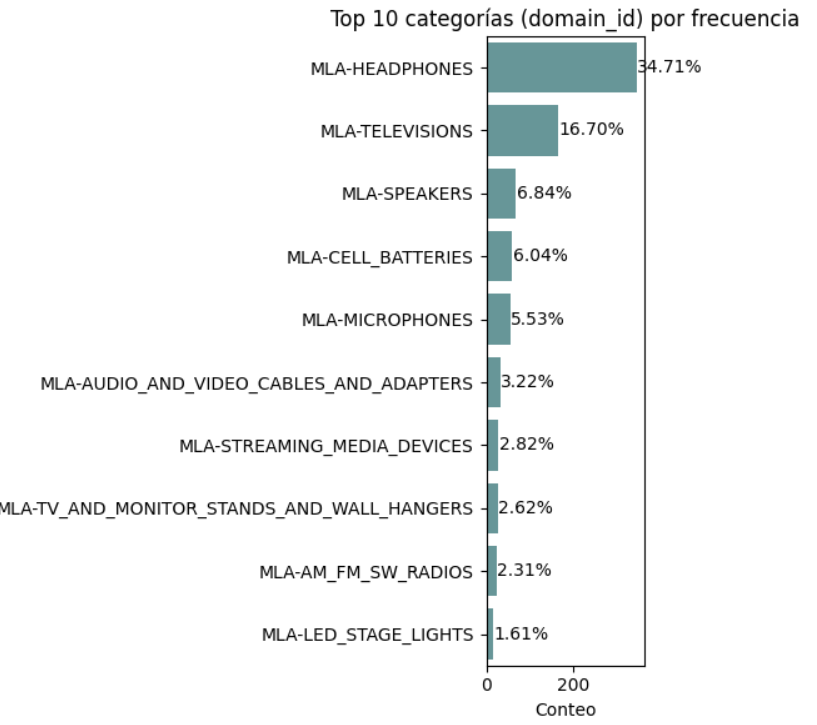 Top 10 categorías (domain_id) por frecuencia
MLA-HEADPHONES 34.71%
MLA-TELEVISIONS 16.70%
MLA-SPEAKERS 6.84%
MLA-CELL_BATTERIES 6.04%
MLA-MICROPHONES 5.53%
MLA-AUDIO_AND_VIDEO_CABLES_AND_ADAPTERS 3.22%
MLA-STREAMING_MEDIA_DEVICES 2.82%
MLA-TV_AND_MONITOR_STANDS_AND_WALL_HANGERS 2.62%
MLA-AM_FM_SW_RADIOS 2.31%
MLA-LED_STAGE_LIGHTS 1.61%
0 200
Conteo